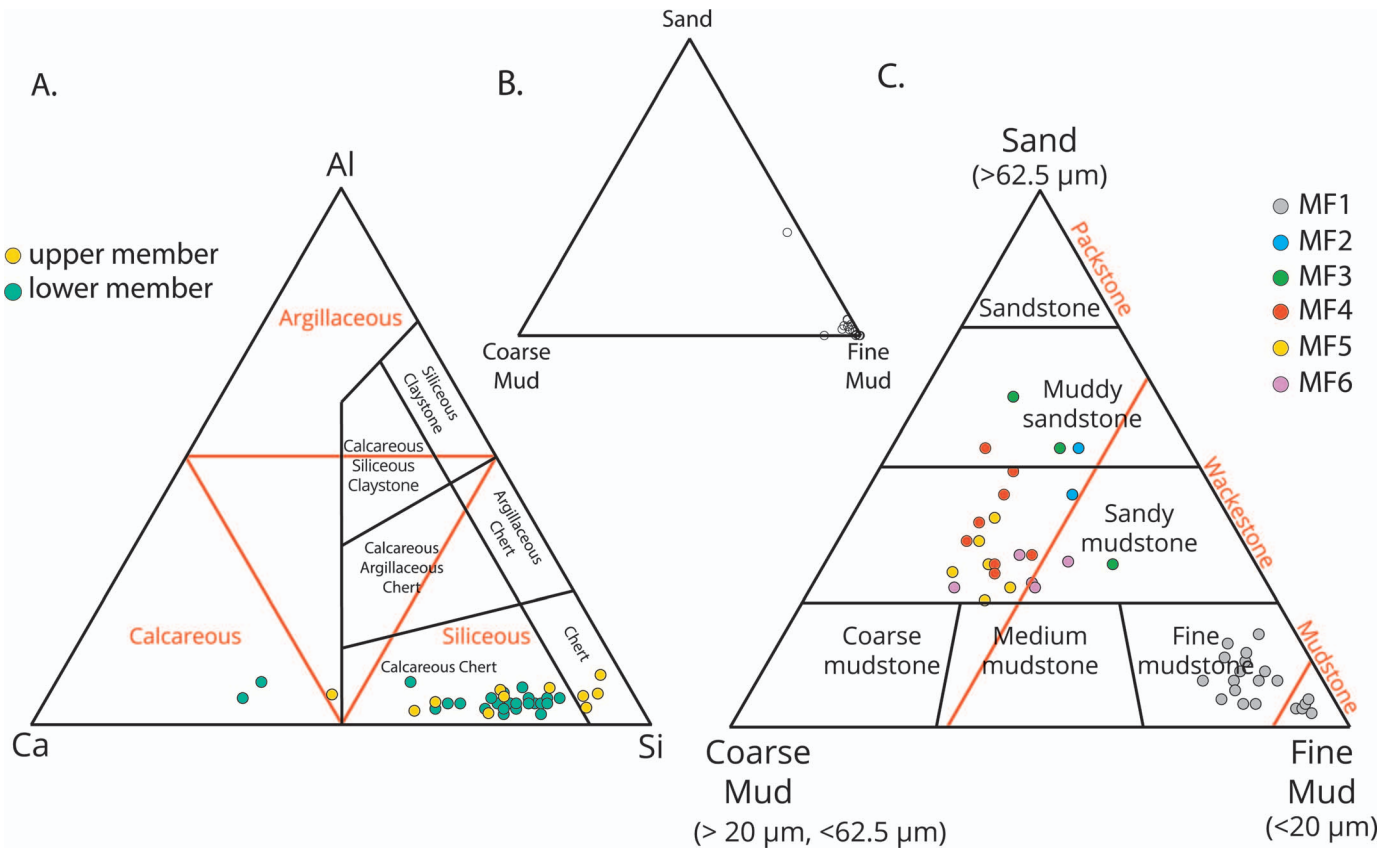 A.
Al
upper member
lower member
Argillaceous
Siliceous
Claystone
Calcareous
Siliceous
Claystone
Argillaceous
Chert
Calcareous
Argillaceous
Chert
Calcareous
Siliceous
Chert
Calcareous Chert
Ca
Si
B.
Sand
Coarse
Mud
Fine
Mud
C.
Sand
(>62.5 μm)
MF1
MF2
MF3
MF4
MF5
MF6
Packstone
Sandstone
Muddy
sandstone
Wackestone
Sandy
mudstone
Coarse
mudstone
Medium
mudstone
Fine
mudstone
Mudstone
Coarse
Mud
(> 20 μm, <62.5 μm)
Fine
Mud
(<20 μm)